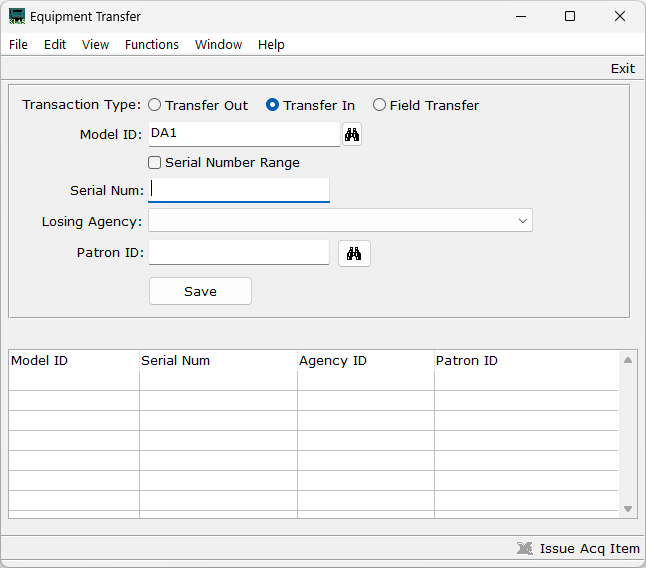 Equipment Transfer
File Edit View Functions Window Help
Exit
Transaction Type: Transfer Out Transfer In Field Transfer
Model ID: DA1
Serial Number Range
Serial Num:
Losing Agency:
Patron ID:
Save
Model ID Serial Num Agency ID Patron ID
Issue Acq Item